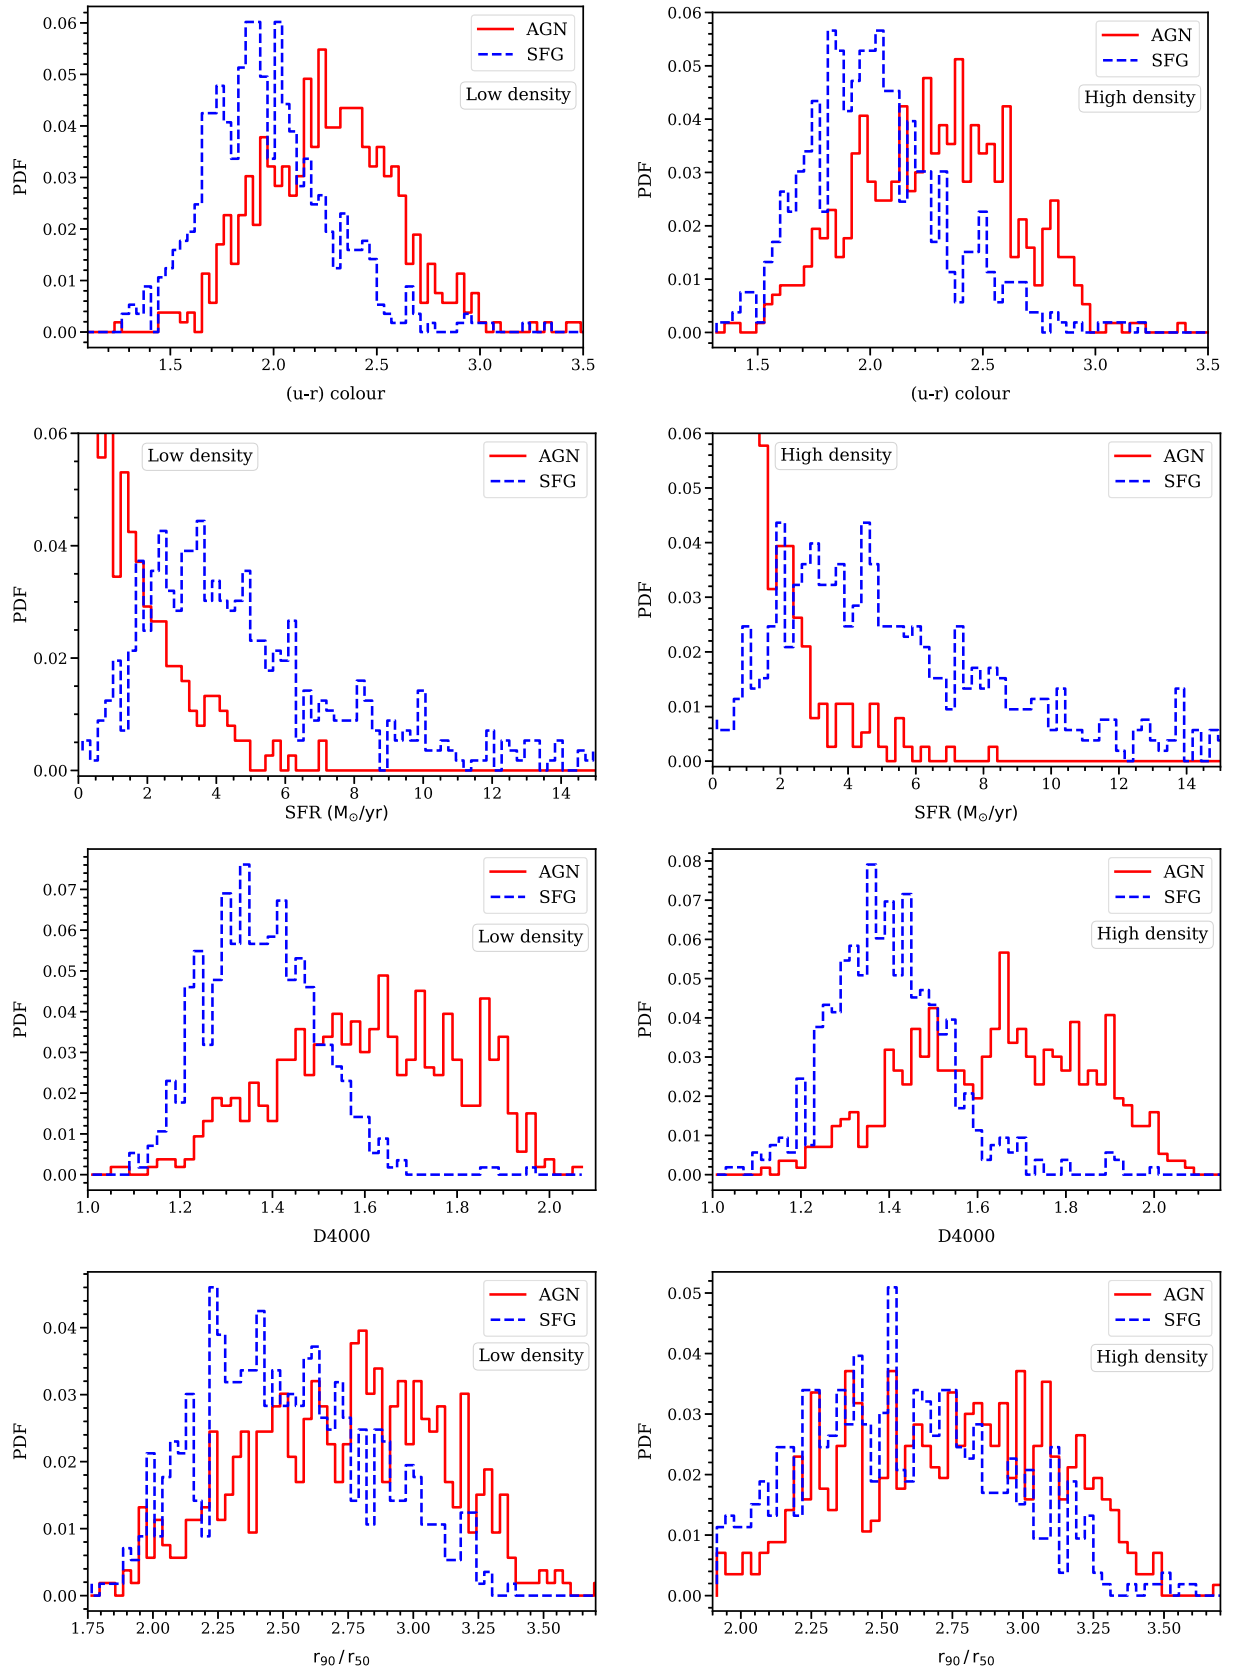 0.06
0.05
0.04
0.03
0.02
0.01
0.00
PDF
AGN
SFG
Low density
1.5 2.0 2.5 3.0 3.5
(u-r) colour
0.06
0.05
0.04
0.03
0.02
0.01
0.00
PDF
AGN
SFG
High density
1.5 2.0 2.5 3.0 3.5
(u-r) colour
0.06
0.04
0.02
0.00
PDF
Low density
AGN
SFG
0 2 4 6 8 10 12 14
SFR (M⊙/yr)
0.06
0.05
0.04
0.03
0.02
0.01
0.00
PDF
High density
AGN
SFG
0 2 4 6 8 10 12 14
SFR (M⊙/yr)
0.07
0.06
0.05
0.04
0.03
0.02
0.01
0.00
PDF
AGN
SFG
Low density
1.0 1.2 1.4 1.6 1.8 2.0
D4000
0.08
0.07
0.06
0.05
0.04
0.03
0.02
0.01
0.00
PDF
AGN
SFG
High density
1.0 1.2 1.4 1.6 1.8 2.0
D4000
0.04
0.03
0.02
0.01
0.00
PDF
AGN
SFG
Low density
1.75 2.00 2.25 2.50 2.75 3.00 3.25 3.50
r90 / r50
0.05
0.04
0.03
0.02
0.01
0.00
PDF
AGN
SFG
High density
2.00 2.25 2.50 2.75 3.00 3.25 3.50
r90 / r50